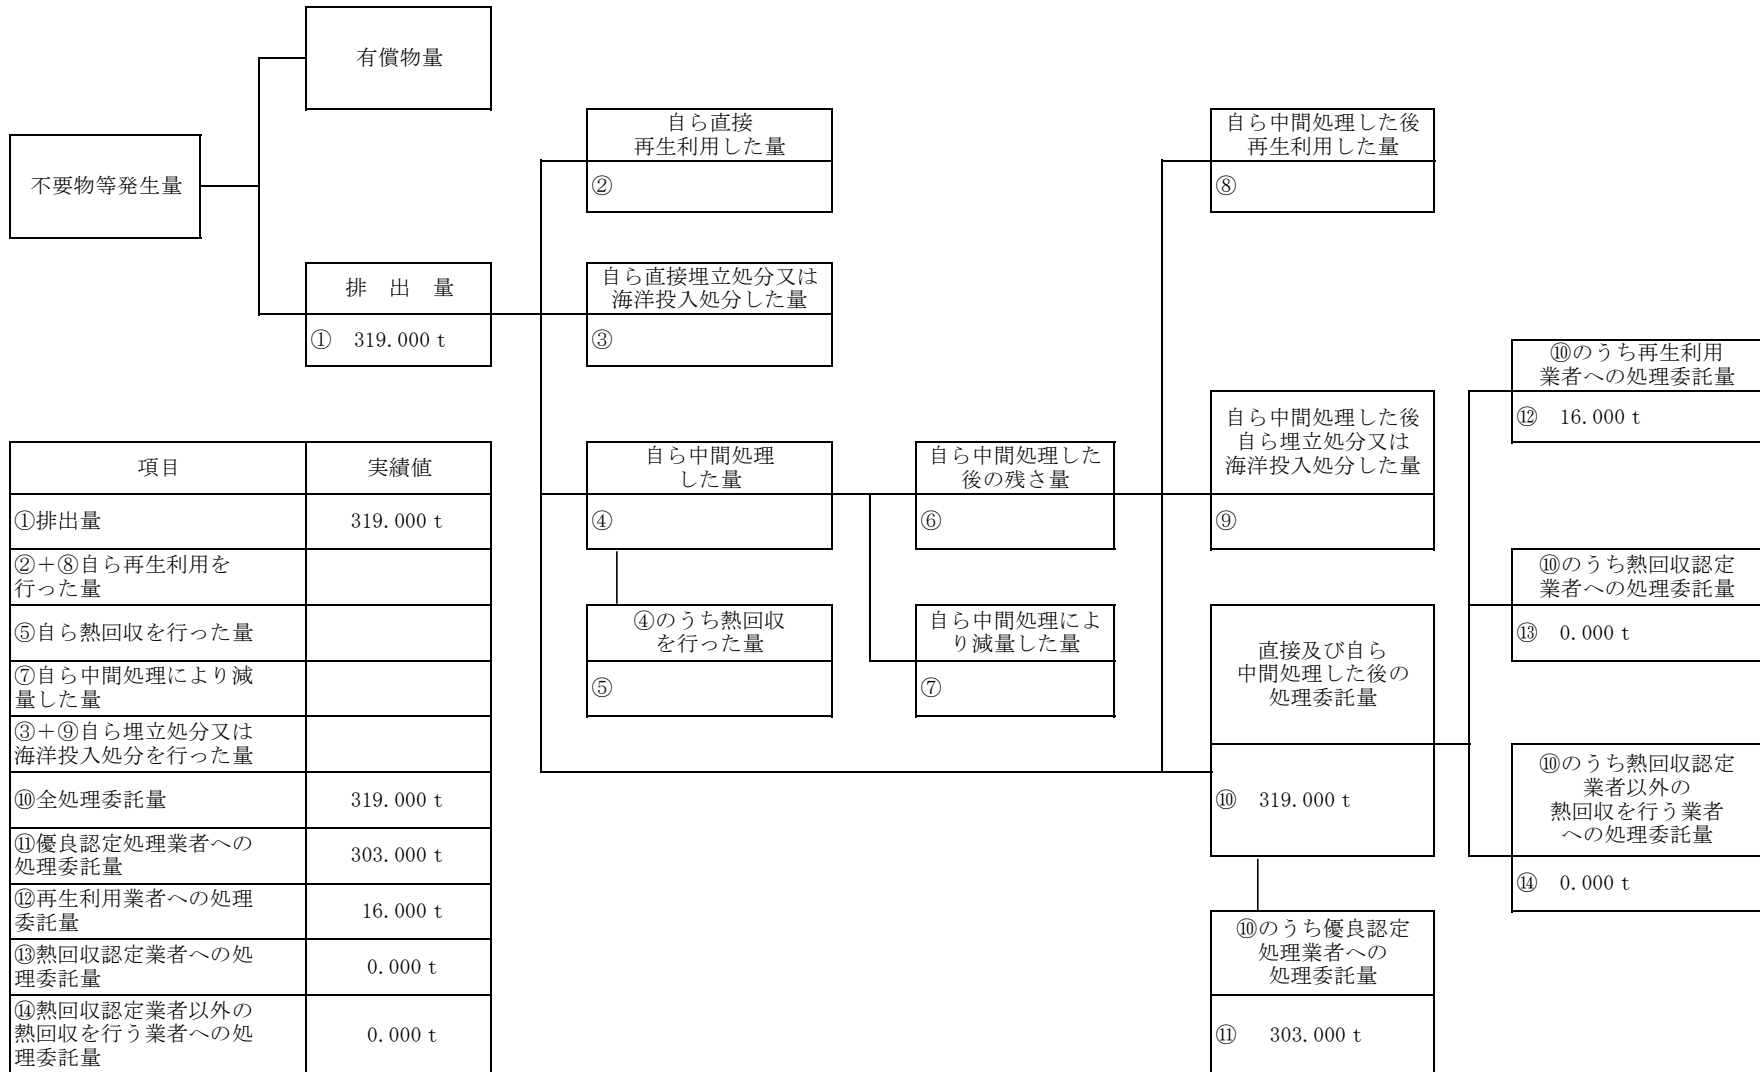 有償物量
不要物等発生量
排　出　量
① 319.000 t
自ら直接
再生利用した量
②
自ら直接埋立処分又は
海洋投入処分した量
③
自ら中間処理
した量
④
④のうち熱回収
を行った量
⑤
自ら中間処理した
後の残さ量
⑥
自ら中間処理によ
り減量した量
⑦
自ら中間処理した後
再生利用した量
⑧
自ら中間処理した後
自ら埋立処分又は
海洋投入処分した量
⑨
直接及び自ら
中間処理した後の
処理委託量
⑩ 319.000 t
⑩のうち優良認定
処理業者への
処理委託量
⑪ 303.000 t
⑩のうち再生利用
業者への処理委託量
⑫ 16.000 t
⑩のうち熱回収認定
業者への処理委託量
⑬ 0.000 t
⑩のうち熱回収認定
業者以外の
熱回収を行う業者
への処理委託量
⑭ 0.000 t
項目 実績値
①排出量 319.000 t
②＋⑧自ら再生利用を
行った量
⑤自ら熱回収を行った量
⑦自ら中間処理により減
量した量
③＋⑨自ら埋立処分又は
海洋投入処分を行った量
⑩全処理委託量 319.000 t
⑪優良認定処理業者への
処理委託量 303.000 t
⑫再生利用業者への処理
委託量 16.000 t
⑬熱回収認定業者への処
理委託量 0.000 t
⑭熱回収認定業者以外の
熱回収を行う業者への処
理委託量 0.000 t